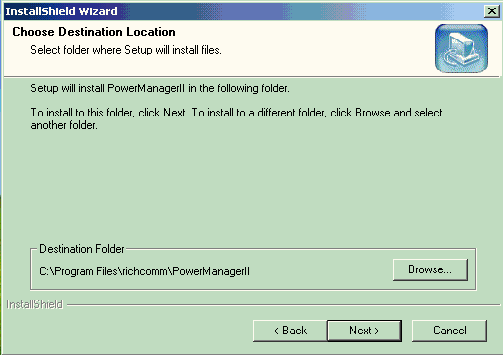 InstallShield Wizard
Choose Destination Location
Select folder where Setup will install files.
Setup will install PowerManagerII in the following folder.
To install to this folder, click Next. To install to a different folder, click Browse and select
another folder.
Destination Folder
C:\Program Files\richcomm\PowerManagerII
Browse...
InstallShield
< Back
Next >
Cancel